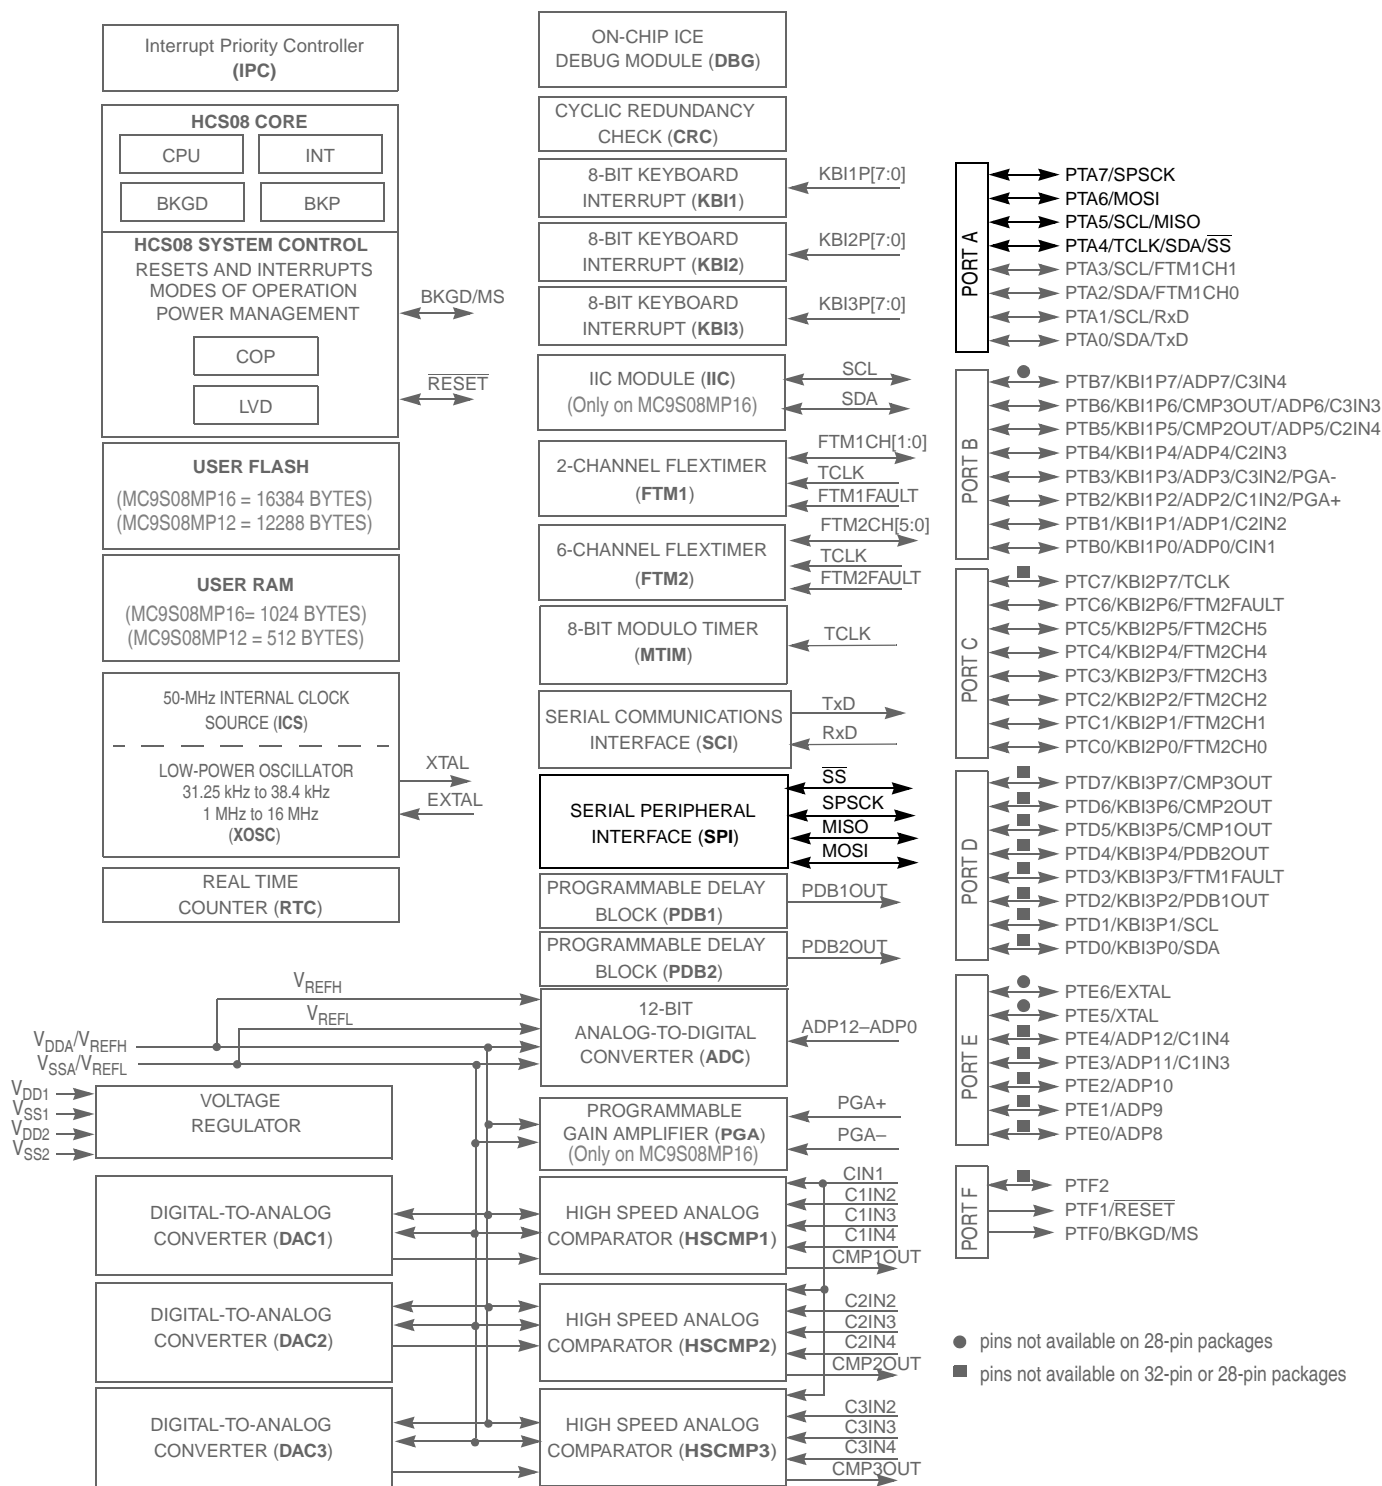 Interrupt Priority Controller
(IPC)
HCS08 CORE
CPU
INT
BKGD
BKP
HCS08 SYSTEM CONTROL
RESETS AND INTERRUPTS
MODES OF OPERATION
POWER MANAGEMENT
COP
LVD
BKGD/MS
RESET
USER FLASH
(MC9S08MP16 = 16384 BYTES)
(MC9S08MP12 = 12288 BYTES)
USER RAM
(MC9S08MP16= 1024 BYTES)
(MC9S08MP12 = 512 BYTES)
50-MHz INTERNAL CLOCK
SOURCE (ICS)
LOW-POWER OSCILLATOR
31.25 kHz to 38.4 kHz
1 MHz to 16 MHz
(XOSC)
XTAL
EXTAL
REAL TIME
COUNTER (RTC)
VREFH
VREFL
VDDA/VREFH
VSSA/VREFL
VDD1
VSS1
VDD2
VSS2
VOLTAGE
REGULATOR
DIGITAL-TO-ANALOG
CONVERTER (DAC1)
DIGITAL-TO-ANALOG
CONVERTER (DAC2)
DIGITAL-TO-ANALOG
CONVERTER (DAC3)
ON-CHIP ICE
DEBUG MODULE (DBG)
CYCLIC REDUNDANCY
CHECK (CRC)
8-BIT KEYBOARD
INTERRUPT (KBI1)
KBI1P[7:0]
8-BIT KEYBOARD
INTERRUPT (KBI2)
KBI2P[7:0]
8-BIT KEYBOARD
INTERRUPT (KBI3)
KBI3P[7:0]
IIC MODULE (IIC)
(Only on MC9S08MP16)
SCL
SDA
2-CHANNEL FLEXTIMER
(FTM1)
FTM1CH[1:0]
TCLK
FTM1FAULT
6-CHANNEL FLEXTIMER
(FTM2)
FTM2CH[5:0]
TCLK
FTM2FAULT
8-BIT MODULO TIMER
(MTIM)
TCLK
SERIAL COMMUNICATIONS
INTERFACE (SCI)
TxD
RxD
SERIAL PERIPHERAL
INTERFACE (SPI)
SS
SPSCK
MISO
MOSI
PROGRAMMABLE DELAY
BLOCK (PDB1)
PDB1OUT
PROGRAMMABLE DELAY
BLOCK (PDB2)
PDB2OUT
12-BIT
ANALOG-TO-DIGITAL
CONVERTER (ADC)
ADP12–ADP0
PROGRAMMABLE
GAIN AMPLIFIER (PGA)
(Only on MC9S08MP16)
PGA+
PGA–
HIGH SPEED ANALOG
COMPARATOR (HSCMP1)
CIN1
C1IN2
C1IN3
C1IN4
CMP1OUT
HIGH SPEED ANALOG
COMPARATOR (HSCMP2)
C2IN2
C2IN3
C2IN4
CMP2OUT
HIGH SPEED ANALOG
COMPARATOR (HSCMP3)
C3IN2
C3IN3
C3IN4
CMP3OUT
PORT A
PTA7/SPSCK
PTA6/MOSI
PTA5/SCL/MISO
PTA4/TCLK/SDA/SS
PTA3/SCL/FTM1CH1
PTA2/SDA/FTM1CH0
PTA1/SCL/RxD
PTA0/SDA/TxD
PORT B
PTB7/KBI1P7/ADP7/C3IN4
PTB6/KBI1P6/CMP3OUT/ADP6/C3IN3
PTB5/KBI1P5/CMP2OUT/ADP5/C2IN4
PTB4/KBI1P4/ADP4/C2IN3
PTB3/KBI1P3/ADP3/C3IN2/PGA-
PTB2/KBI1P2/ADP2/C1IN2/PGA+
PTB1/KBI1P1/ADP1/C2IN2
PTB0/KBI1P0/ADP0/CIN1
PORT C
PTC7/KBI2P7/TCLK
PTC6/KBI2P6/FTM2FAULT
PTC5/KBI2P5/FTM2CH5
PTC4/KBI2P4/FTM2CH4
PTC3/KBI2P3/FTM2CH3
PTC2/KBI2P2/FTM2CH2
PTC1/KBI2P1/FTM2CH1
PTC0/KBI2P0/FTM2CH0
PORT D
PTD7/KBI3P7/CMP3OUT
PTD6/KBI3P6/CMP2OUT
PTD5/KBI3P5/CMP1OUT
PTD4/KBI3P4/PDB2OUT
PTD3/KBI3P3/FTM1FAULT
PTD2/KBI3P2/PDB1OUT
PTD1/KBI3P1/SCL
PTD0/KBI3P0/SDA
PORT E
PTE6/EXTAL
PTE5/XTAL
PTE4/ADP12/C1IN4
PTE3/ADP11/C1IN3
PTE2/ADP10
PTE1/ADP9
PTE0/ADP8
PORT F
PTF2
PTF1/RESET
PTF0/BKGD/MS
pins not available on 28-pin packages
pins not available on 32-pin or 28-pin packages